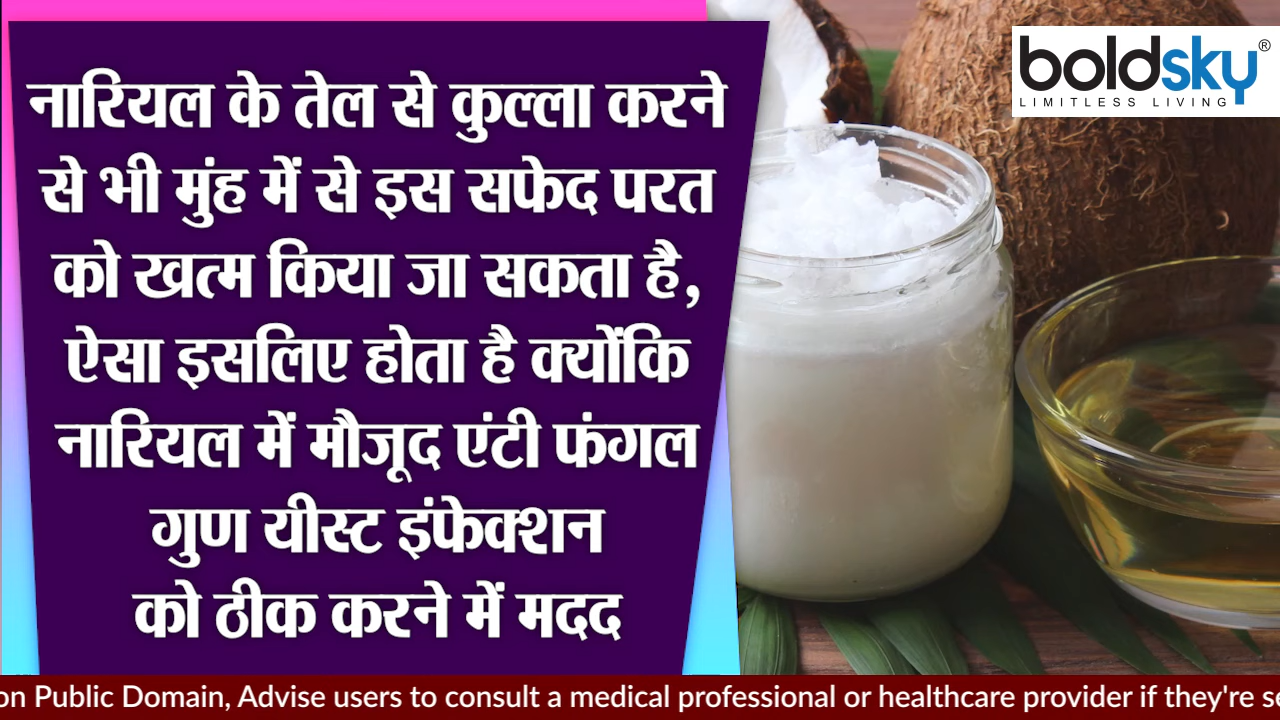 नारियल के तेल से कुल्ला करने
से भी मुंह में से इस सफेद परत
को खत्म किया जा सकता है,
ऐसा इसलिए होता है क्योंकि
नारियल में मौजूद एंटी फंगल
गुण यीस्ट इंफेक्शन
को ठीक करने में मदद
boldsky®
LIMITLESS LIVING
on Public Domain, Advise users to consult a medical professional or healthcare provider if they're